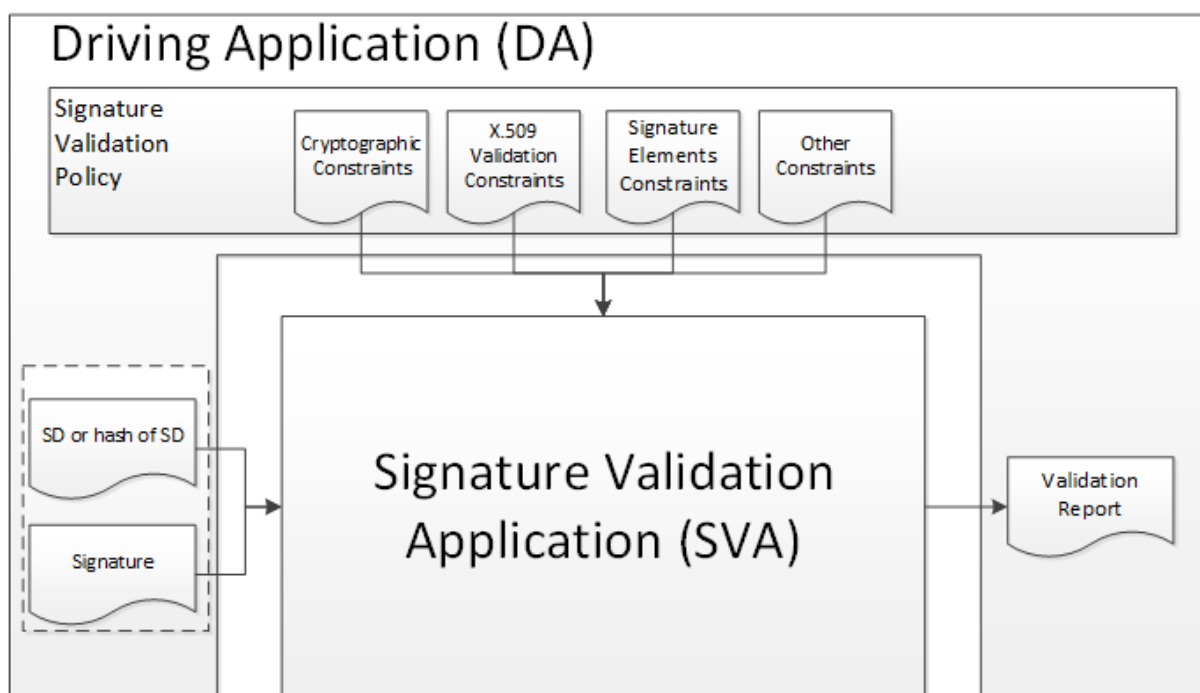 Driving Application (DA)
Signature
Validation
Policy
Cryptographic
Constraints
X.509
Validation
Constraints
Signature
Elements
Constraints
Other
Constraints
SD or hash of SD
Signature
Signature Validation
Application (SVA)
Validation
Report